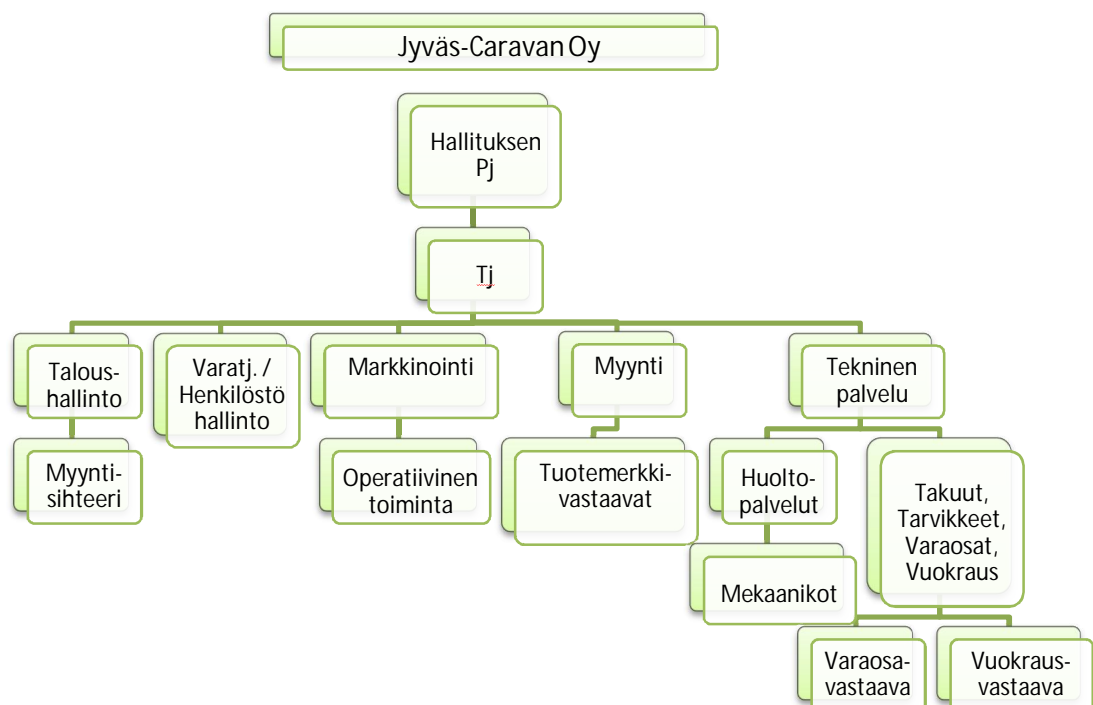 Jyväs-Caravan Oy
Hallituksen
Pj
Tj
Talous-
hallinto
Varatj. /
Henkilöstö
hallinto
Markkinointi
Myynti
Tekninen
palvelu
Myynti-
sihteeri
Operatiivinen
toiminta
Tuotemerkki-
vastaavat
Huolto-
palvelut
Takuut,
Tarvikkeet,
Varaosat,
Vuokraus
Mekaanikot
Varaosa-
vastaava
Vuokraus-
vastaava